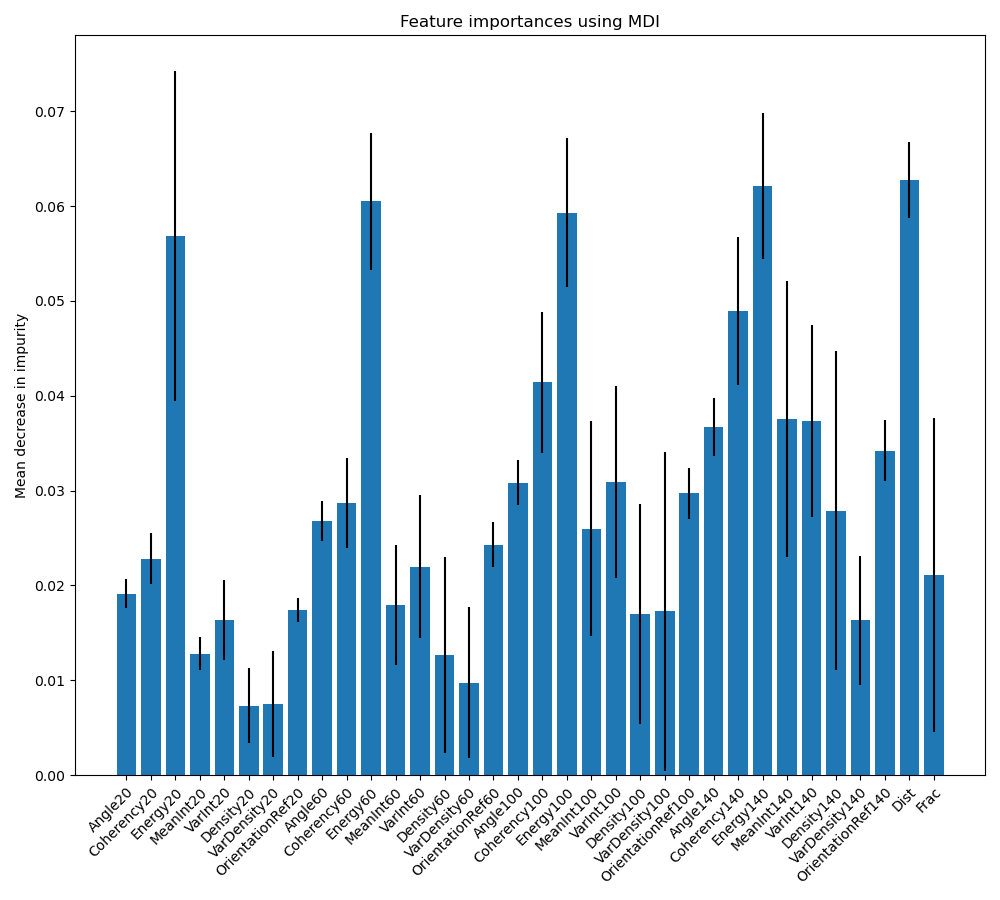 Feature importances using MDI
Mean decrease in impurity
0.07
0.06
0.05
0.04
0.03
0.02
0.01
0.00
Angle20
Coherency20
Energy20
MeanInt20
VarInt20
Density20
VarDensity20
OrientationRef20
Angle60
Coherency60
Energy60
MeanInt60
VarInt60
Density60
VarDensity60
OrientationRef60
Angle100
Coherency100
Energy100
MeanInt100
VarInt100
Density100
VarDensity100
OrientationRef100
Angle140
Coherency140
Energy140
MeanInt140
VarInt140
Density140
VarDensity140
OrientationRef140
Dist
Frac